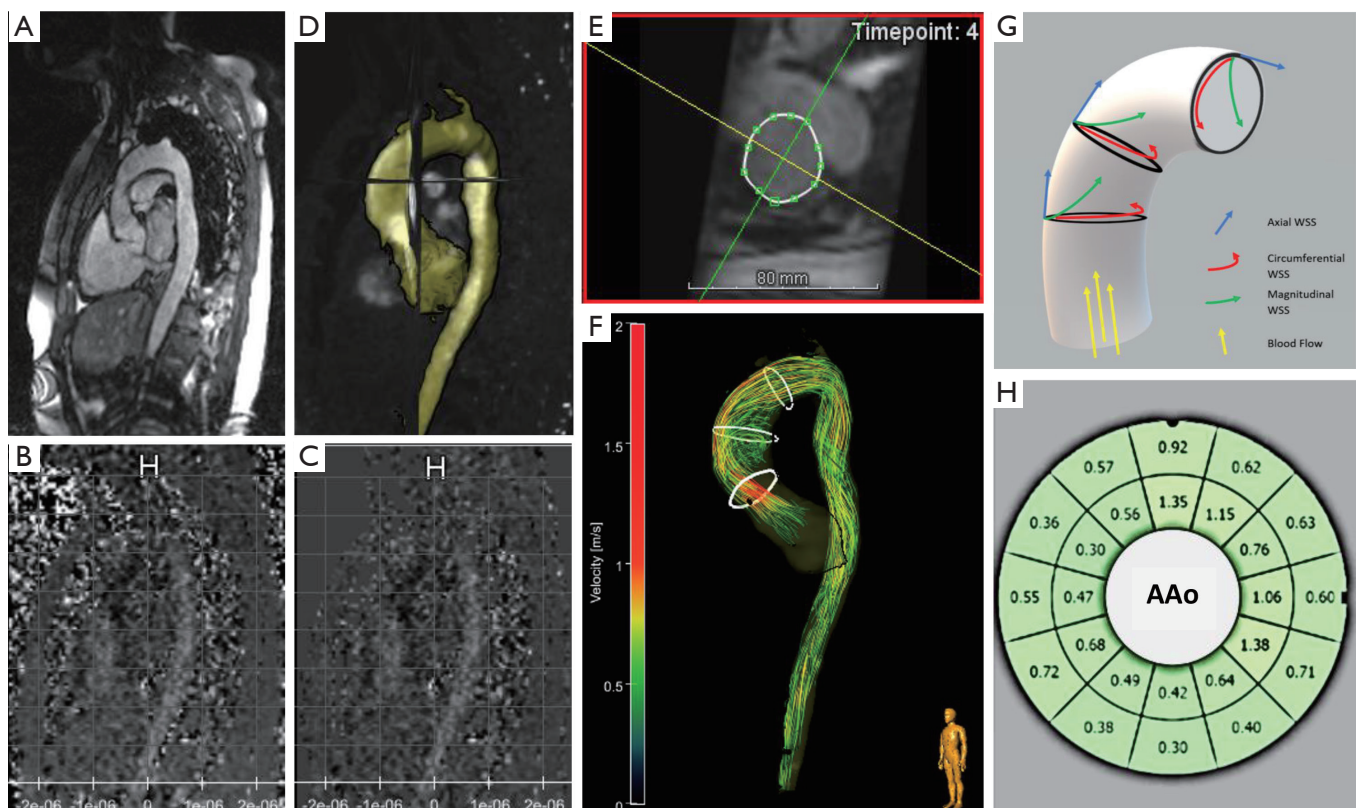 A
B
H
-2e-06
-1e-06
0
1e-06
2e-06
C
H
-2e-06
-1e-06
0
1e-06
2e-06
D
E
Timepoint: 4
80 mm
F
2
1.5
1
0.5
0
Velocity [m/s]
G
Axial WSS
Circumferential
WSS
Magnitudinal
WSS
Blood Flow
H
0.92
0.57
0.62
1.35
0.56
1.15
0.36
0.63
0.30
0.76
0.55
0.47
AAo
1.06
0.60
0.68
1.38
0.72
0.71
0.49
0.42
0.64
0.38
0.40
0.30